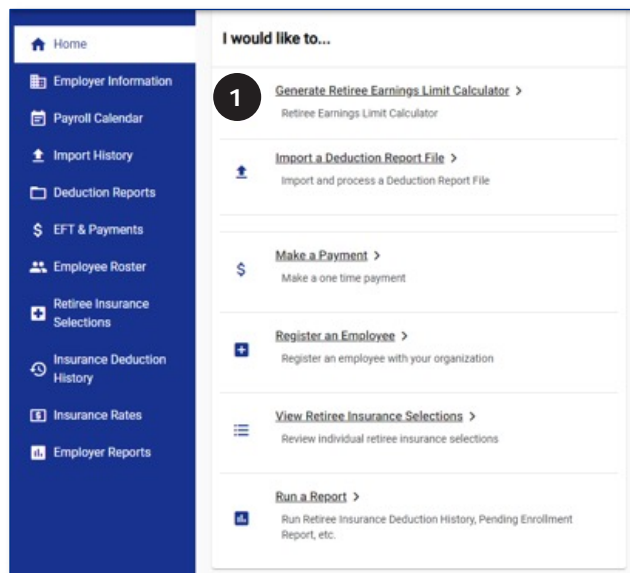 Home
Employer Information
Payroll Calendar
Import History
Deduction Reports
EFT & Payments
Employee Roster
Retiree Insurance
Selections
Insurance Deduction
History
Insurance Rates
Employer Reports
I would like to...
1
Generate Retiree Earnings Limit Calculator >
Retiree Earnings Limit Calculator
Import a Deduction Report File >
Import and process a Deduction Report File
$
Make a Payment >
Make a one time payment
Register an Employee >
Register an employee with your organization
View Retiree Insurance Selections >
Review individual retiree insurance selections
Run a Report >
Run Retiree Insurance Deduction History, Pending Enrollment
Report, etc.